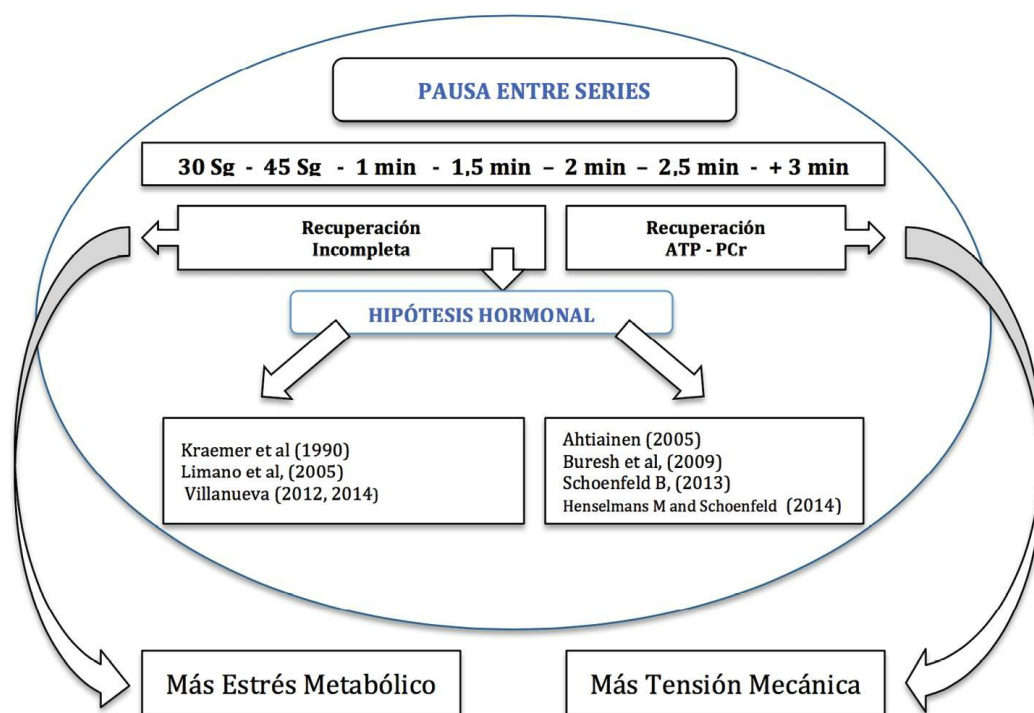 PAUSA ENTRE SERIES
30 Sg - 45 Sg - 1 min - 1,5 min – 2 min – 2,5 min - + 3 min
Recuperación
Incompleta
Recuperación
ATP - PCr
HIPÓTESIS HORMONAL
Kraemer et al (1990)
Limano et al, (2005)
Villanueva (2012, 2014)
Ahtiainen (2005)
Buresh et al, (2009)
Schoenfeld B, (2013)
Henselmans M and Schoenfeld (2014)
Más Estrés Metabólico
Más Tensión Mecánica